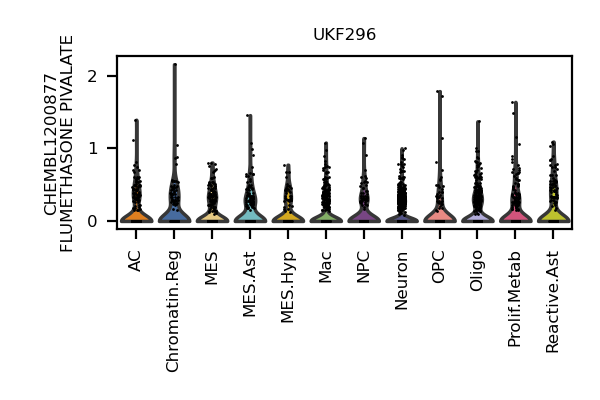 UKF296
CHEMBL1200877
FLUMETHASONE PIVALATE
2
1
0
AC
Chromatin.Reg
MES
MES.Ast
MES.Hyp
Mac
NPC
Neuron
OPC
Oligo
Prolif.Metab
Reactive.Ast